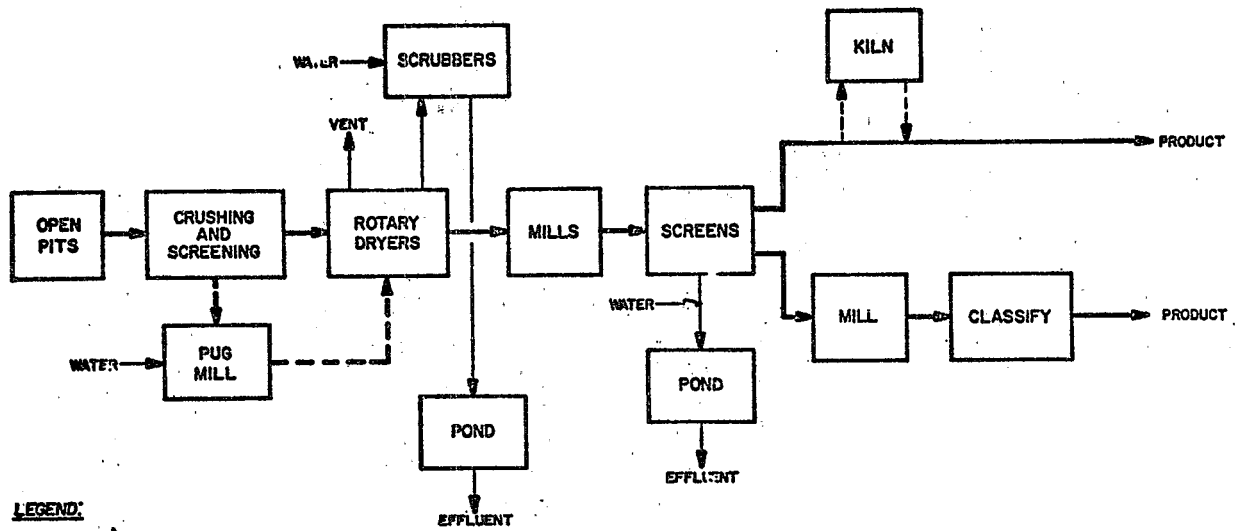 KILN
WATER
SCRUBBERS
VENT
PRODUCT
OPEN
PITS
CRUSHING
AND
SCREENING
ROTARY
DRYERS
MILLS
SCREENS
WATER
MILL
CLASSIFY
PRODUCT
WATER
PUG
MILL
POND
POND
EFFLUENT
EFFLUENT
LEGEND: